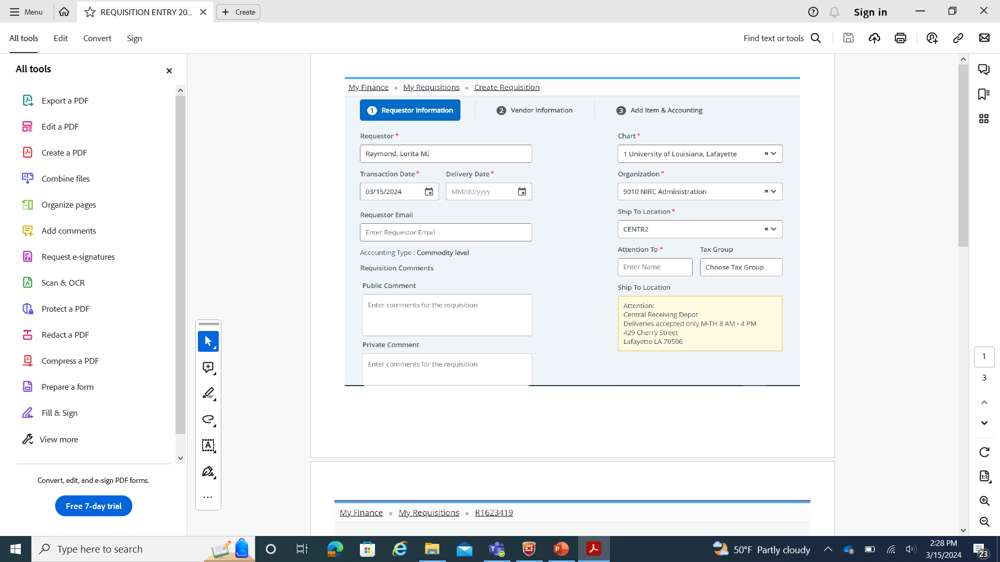 Menu
REQUISITION ENTRY 20...
Create
Sign in
All tools
Edit
Convert
Sign
Find text or tools
All tools
Export a PDF
Edit a PDF
Create a PDF
Combine files
Organize pages
Add comments
Request e-signatures
Scan & OCR
Protect a PDF
Redact a PDF
Compress a PDF
Prepare a form
Fill & Sign
View more
Convert, edit, and e-sign PDF forms.
Free 7-day trial
My Finance • My Requisitions • Create Requisition
1 Requestor Information
2 Vendor Information
3 Add Item & Accounting
Requestor *
Raymond, Lorita M.
Transaction Date *
Delivery Date *
03/15/2024
MM/dd/yyyy
Requestor Email
Enter Requestor Email
Accounting Type : Commodity level
Requisition Comments
Public Comment
Enter comments for the requisition
Private Comment
Enter comments for the requisition
Chart *
1 University of Louisiana, Lafayette
Organization *
9010 NIRC Administration
Ship To Location *
CENTR2
Attention To *
Tax Group
Enter Name
Choose Tax Group
Ship To Location
Attention:
Central Receiving Depot
Deliveries accepted only M-TH 8 AM - 4 PM
429 Cherry Street
Lafayette LA 70506
My Finance • My Requisitions • R1623419
1
3
1:1
Type here to search
50°F Partly cloudy
2:28 PM
3/15/2024
23